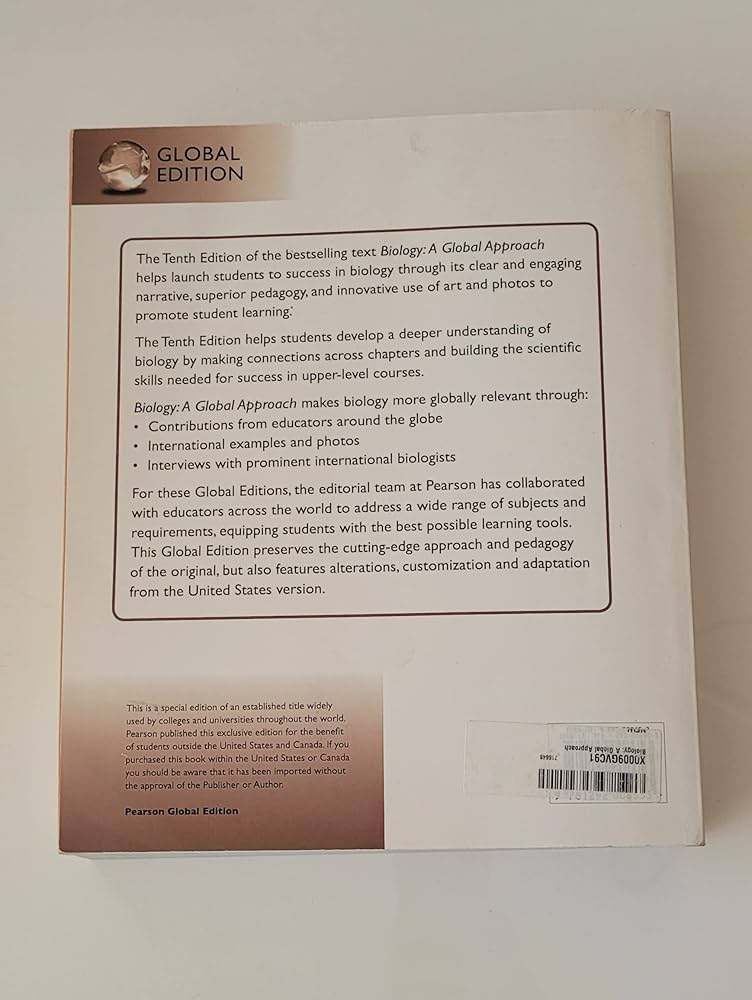 GLOBAL
EDITION
The Tenth Edition of the bestselling text Biology: A Global Approach
helps launch students to success in biology through its clear and engaging
narrative, superior pedagogy, and innovative use of art and photos to
promote student learning.
The Tenth Edition helps students develop a deeper understanding of
biology by making connections across chapters and building the scientific
skills needed for success in upper-level courses.
Biology: A Global Approach makes biology more globally relevant through:
• Contributions from educators around the globe
• International examples and photos
• Interviews with prominent international biologists
For these Global Editions, the editorial team at Pearson has collaborated
with educators across the world to address a wide range of subjects and
requirements, equipping students with the best possible learning tools.
This Global Edition preserves the cutting-edge approach and pedagogy
of the original, but also features alterations, customization and adaptation
from the United States version.
This is a special edition of an established title widely
used by colleges and universities throughout the world.
Pearson published this exclusive edition for the benefit
of students outside the United States and Canada. If you
purchased this book within the United States or Canada
you should be aware that it has been imported without
the approval of the Publisher or Author.
Pearson Global Edition
X0009GVC91
Biology: A Global Approach
716649